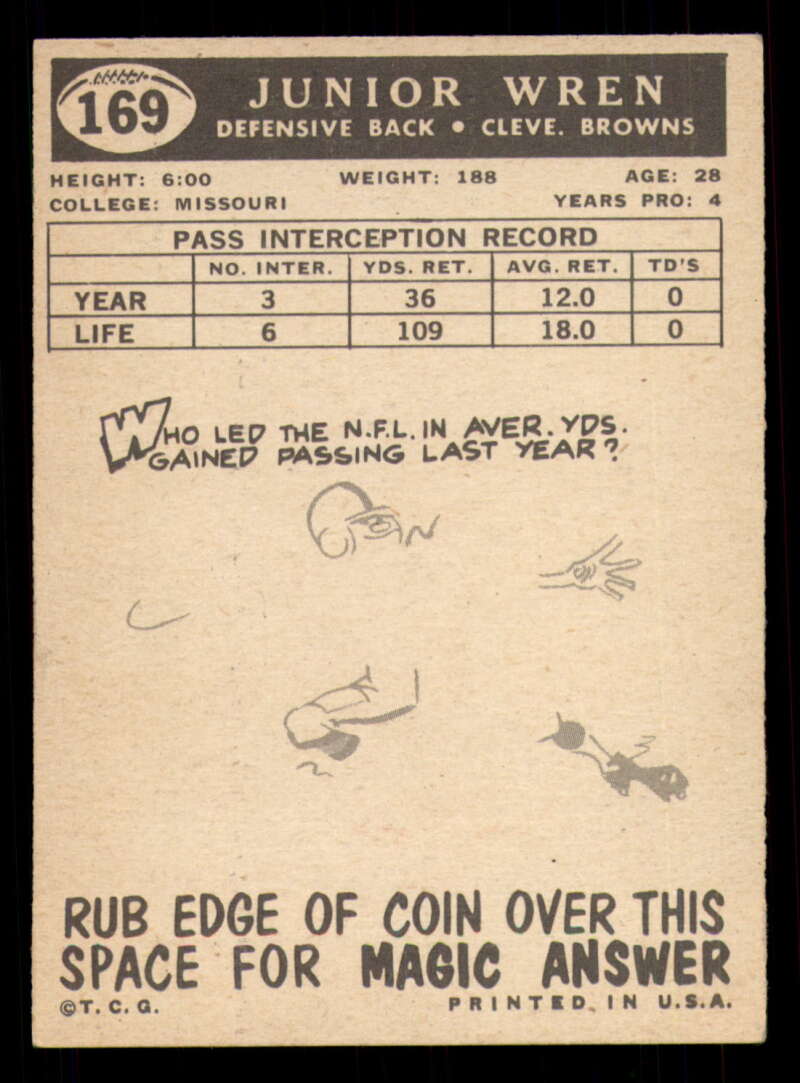 169
JUNIOR WREN
DEFENSIVE BACK • CLEVE. BROWNS
HEIGHT: 6:00 WEIGHT: 188 AGE: 28
COLLEGE: MISSOURI YEARS PRO: 4
PASS INTERCEPTION RECORD
NO. INTER. YDS. RET. AVG. RET. TD'S
YEAR 3 36 12.0 0
LIFE 6 109 18.0 0
WHO LED THE N.F.L. IN AVER. YDS.
GAINED PASSING LAST YEAR?
RUB EDGE OF COIN OVER THIS
SPACE FOR MAGIC ANSWER
©T.C.G. PRINTED IN U.S.A.